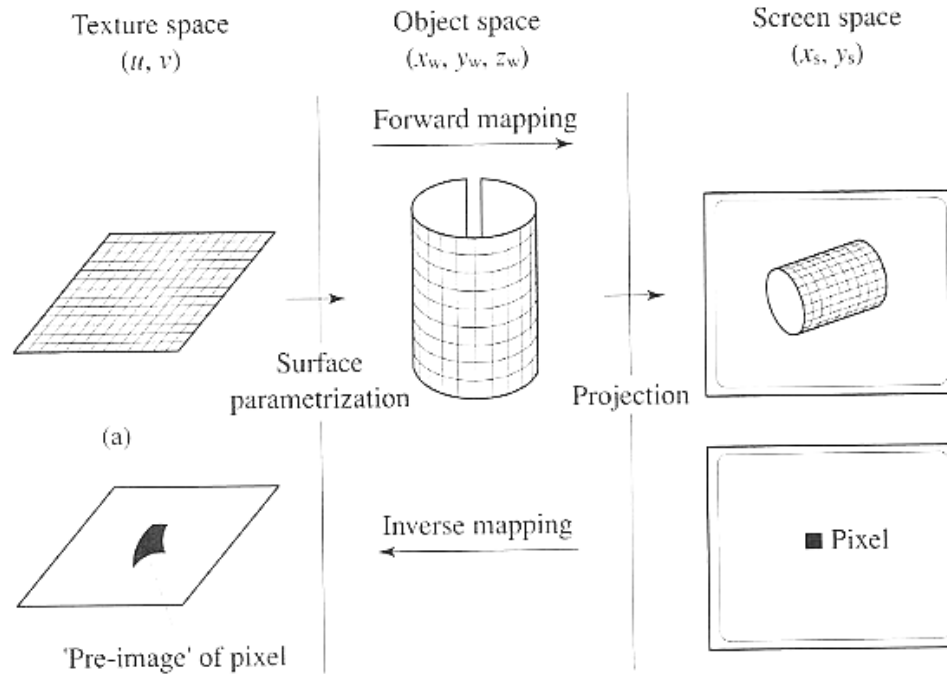 Texture space
(u, v)
Object space
(xw, yw, zw)
Screen space
(xs, ys)
Forward mapping
Surface
parametrization
Projection
(a)
Inverse mapping
Pixel
'Pre-image' of pixel